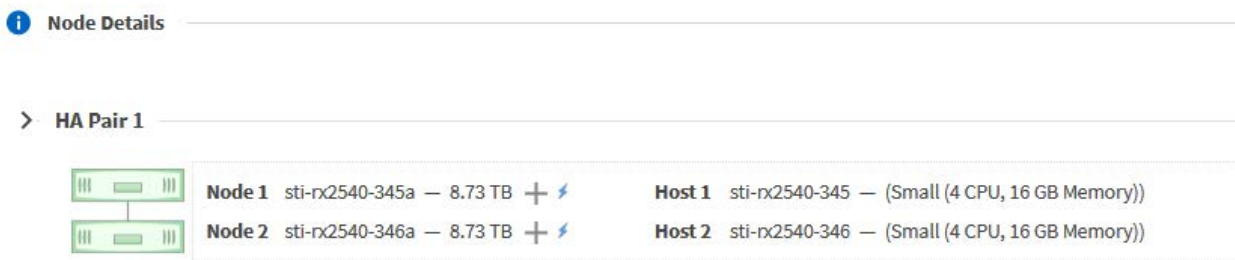 Node Details
HA Pair 1
Node 1 sti-rx2540-345a — 8.73 TB Host 1 sti-rx2540-345 — (Small (4 CPU, 16 GB Memory))
Node 2 sti-rx2540-346a — 8.73 TB Host 2 sti-rx2540-346 — (Small (4 CPU, 16 GB Memory))